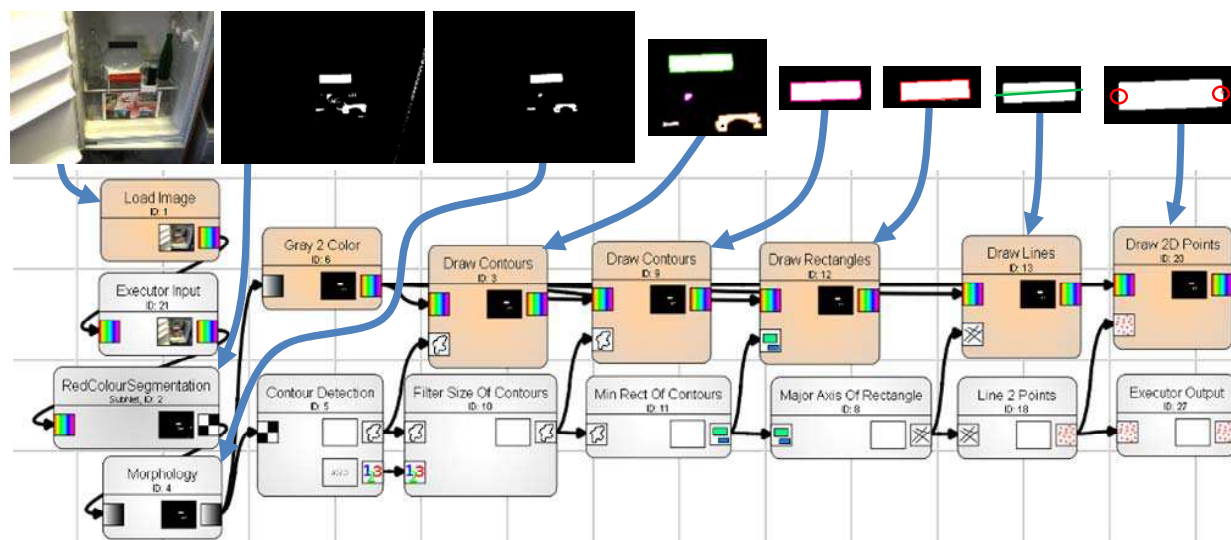 Load Image
ID: 1
Executor Input
ID: 21
RedColourSegmentation
SubNet, ID: 2
Morphology
ID: 4
Gray 2 Color
ID: 6
Contour Detection
ID: 5
123
Draw Contours
ID: 3
Filter Size Of Contours
ID: 10
123
Draw Contours
ID: 9
Min Rect Of Contours
ID: 11
Draw Rectangles
ID: 12
Major Axis Of Rectangle
ID: 8
Draw Lines
ID: 13
Line 2 Points
ID: 18
Draw 2D Points
ID: 20
Executor Output
ID: 27